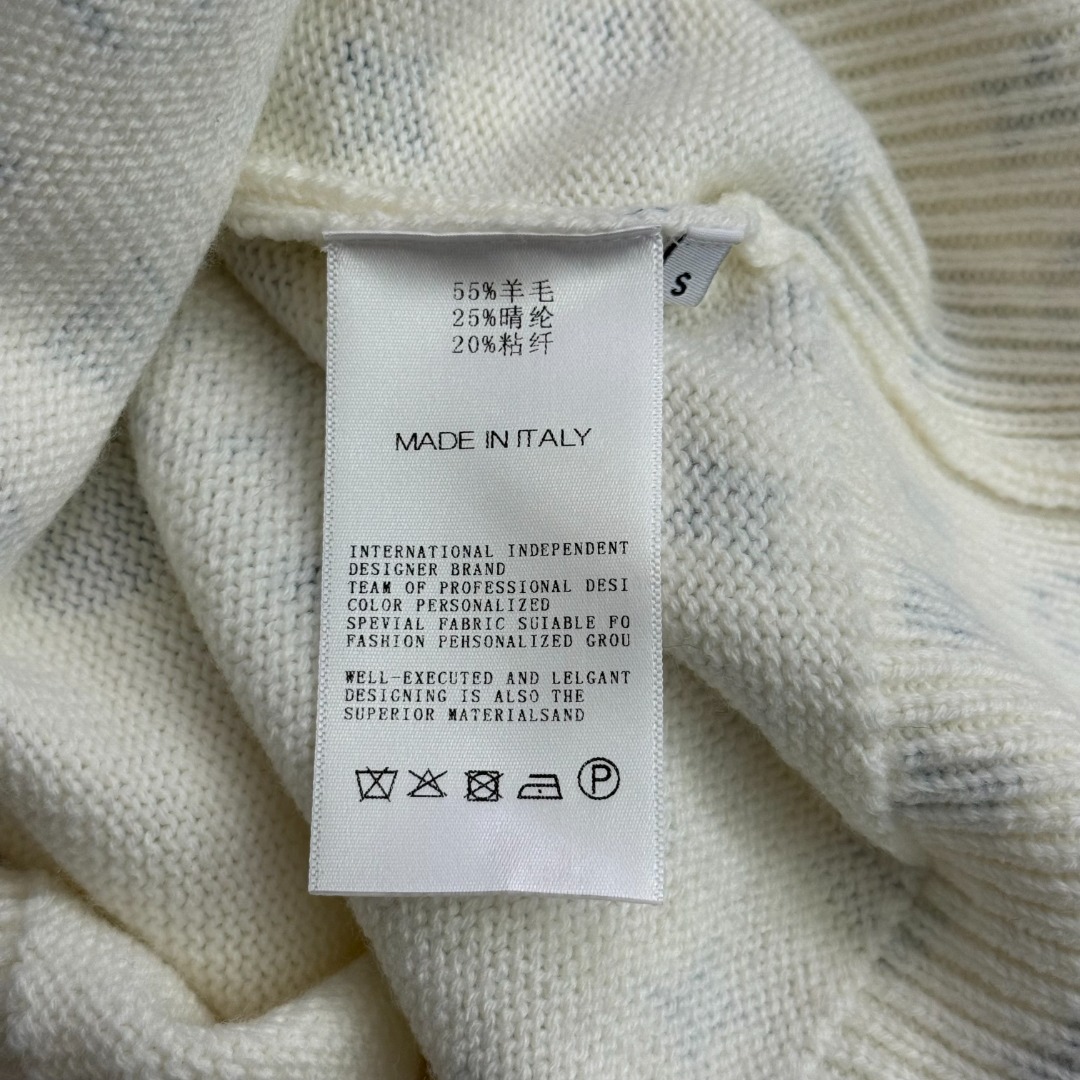 55%羊毛
25%晴纶
20%粘纤
S
MADE IN ITALY
INTERNATIONAL INDEPENDENT
DESIGNER BRAND
TEAM OF PROFESSIONAL DESI
COLOR PERSONALIZED
SPEVIAL FABRIC SUIABLE FO
FASHION PEHSONALIZED GROU
WELL-EXECUTED AND LELGANT
DESIGNING IS ALSO THE
SUPERIOR MATERIALSAND
P